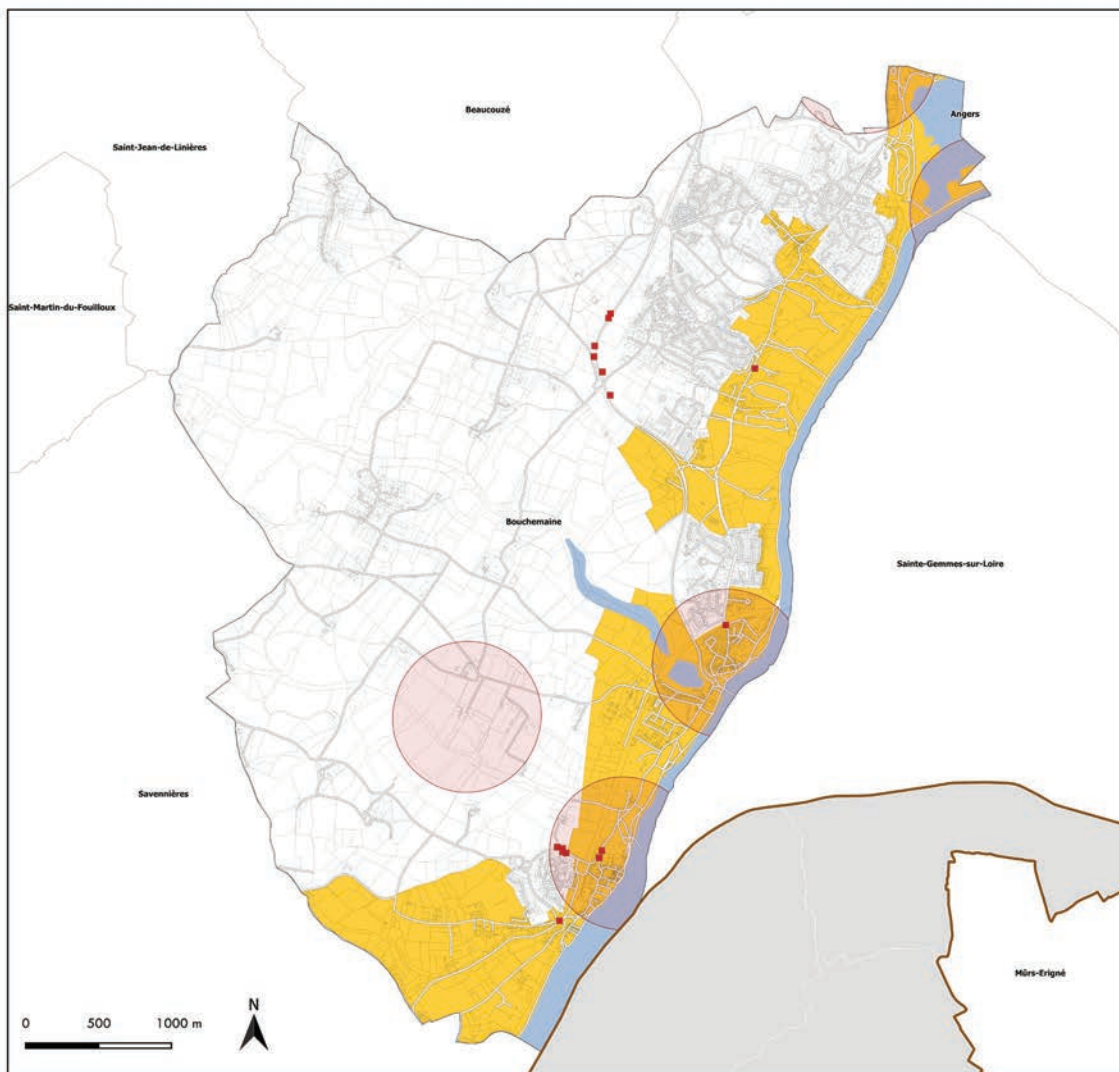 Beaucouzé
Angers
Saint-Jean-de-Linières
Saint-Martin-du-Fouilloux
Bouchemaine
Sainte-Gemmes-sur-Loire
Savennières
Mûrs-Erigné
N
0 500 1000 m